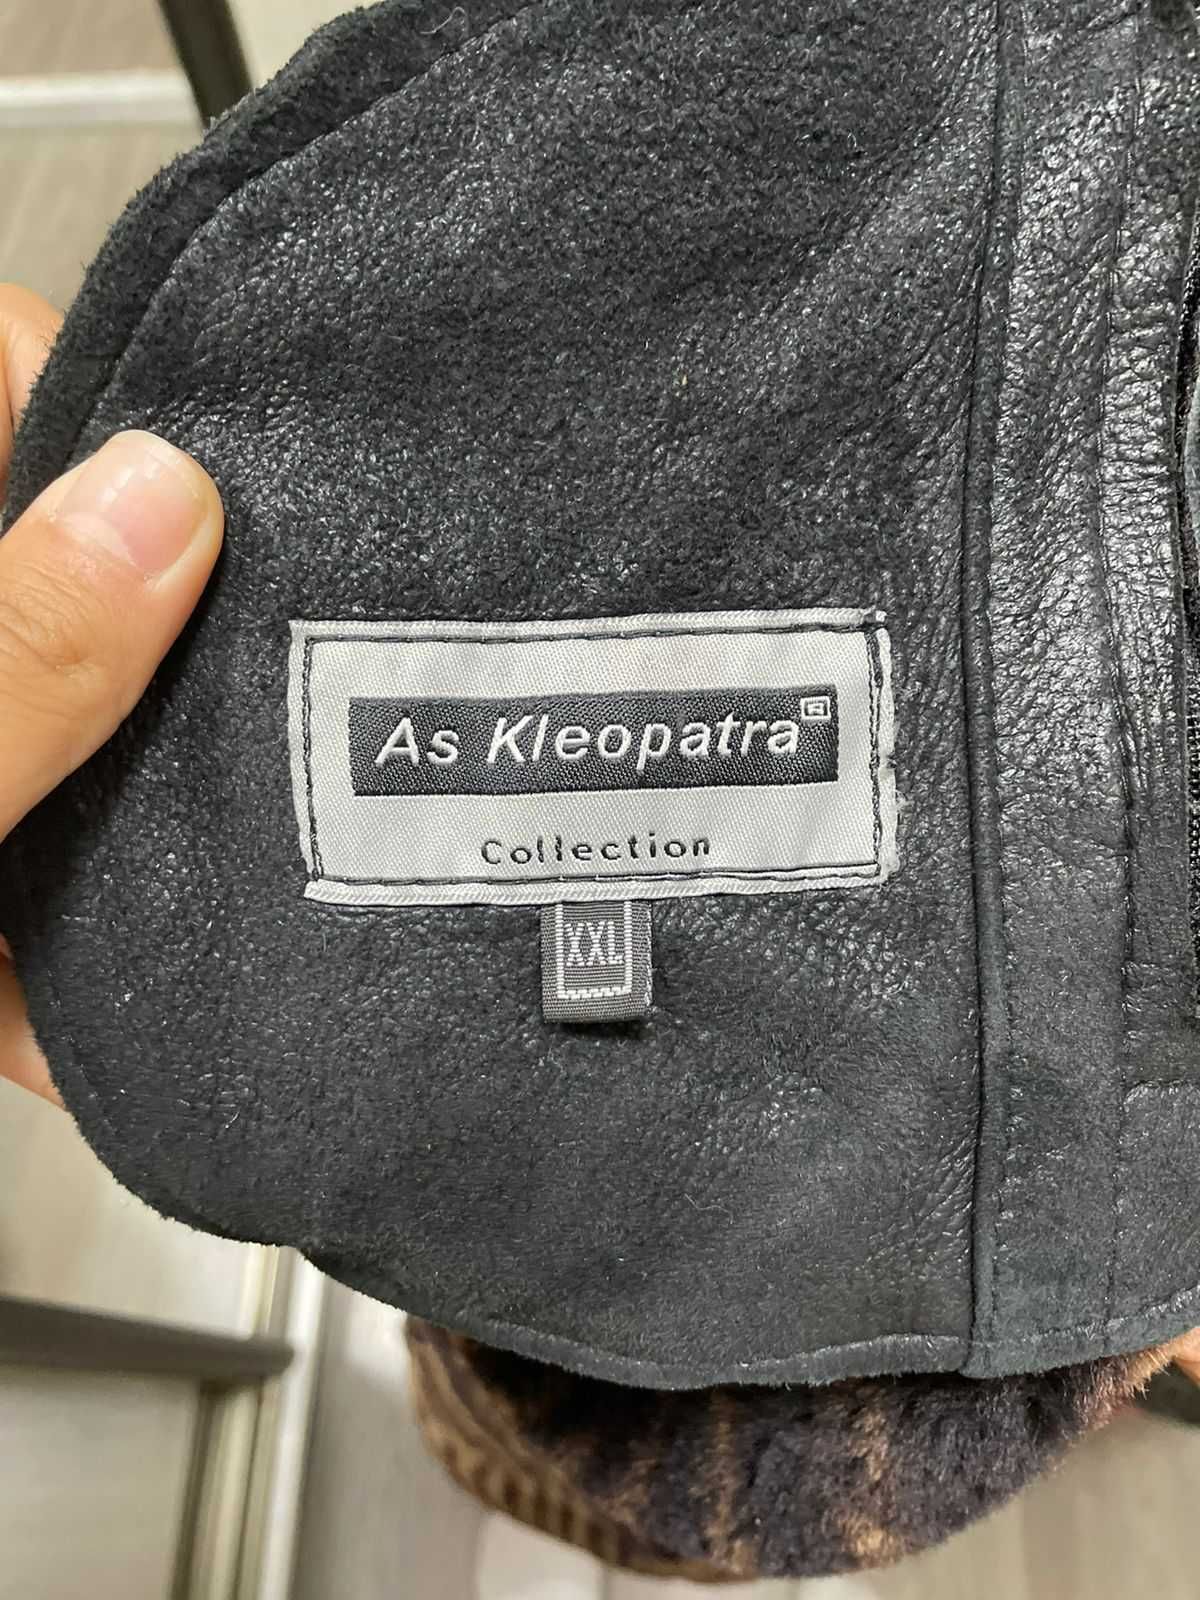 As Kleopatra
Collection
XXL